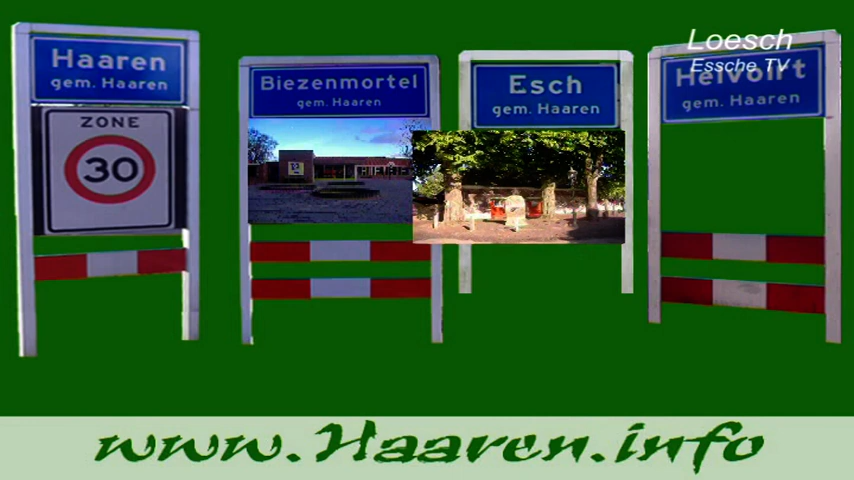 Haaren
gem. Haaren
ZONE
30
Biezenmortel
gem. Haaren
Esch
gem. Haaren
Loesch
Essche TV
Helvoirt
gem. Haaren
www.Haaren.info